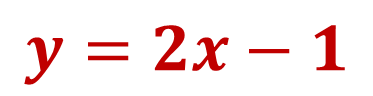 y = 2x − 1